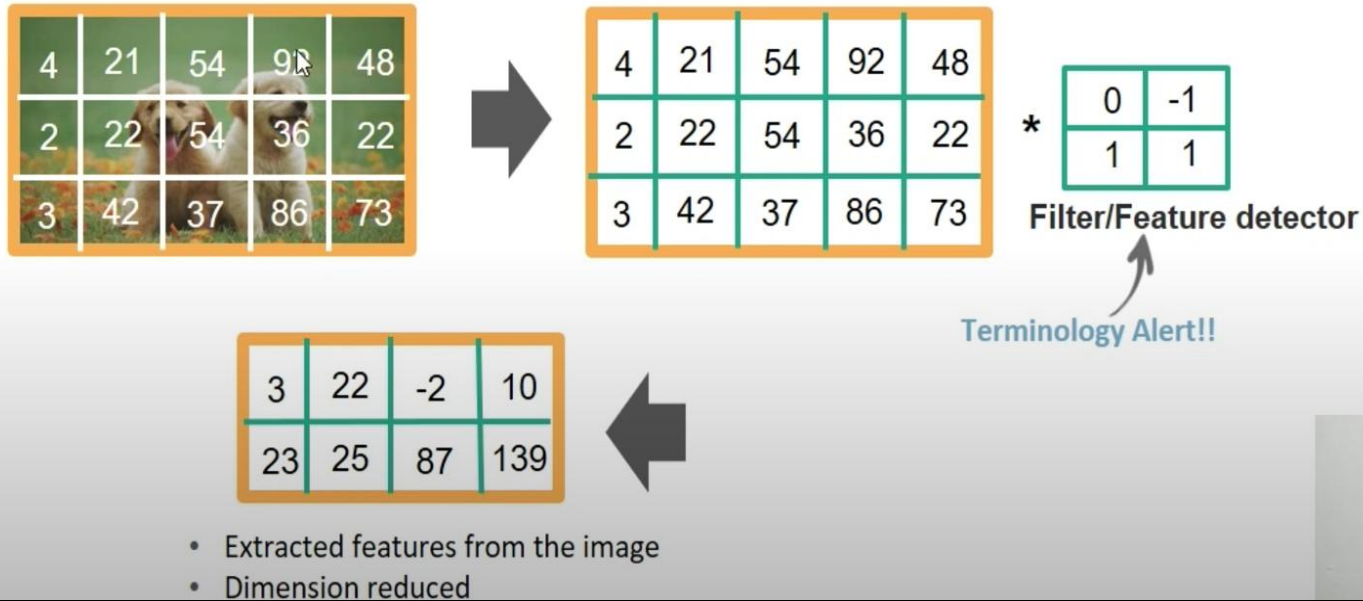 4 21 54 92 48
2 22 54 36 22
3 42 37 86 73
4 21 54 92 48
2 22 54 36 22
3 42 37 86 73
*
0 -1
1 1
Filter/Feature detector
Terminology Alert!!
3 22 -2 10
23 25 87 139
• Extracted features from the image
• Dimension reduced